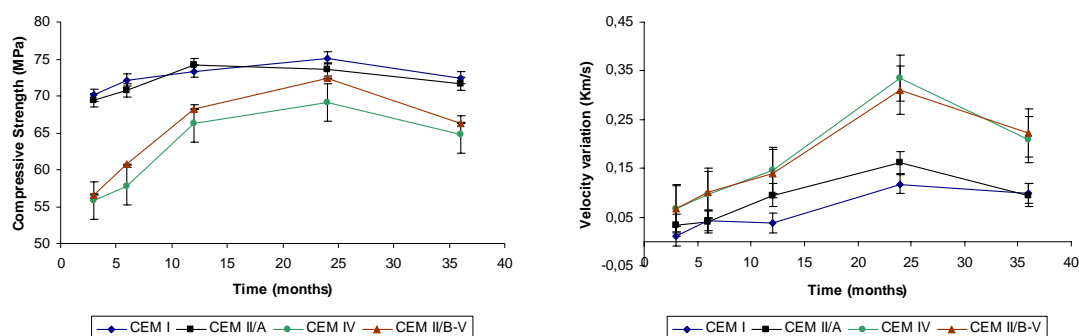 Compressive Strength (MPa)
80
75
70
65
60
55
50
0 5 10 15 20 25 30 35 40
Time (months)
CEM I CEM II/A CEM IV CEM II/B-V
Velocity variation (Km/s)
0,45
0,35
0,25
0,15
0,05
-0,05
0 5 10 15 20 25 30 35 40
Time (months)
CEM I CEM II/A CEM IV CEM II/B-V